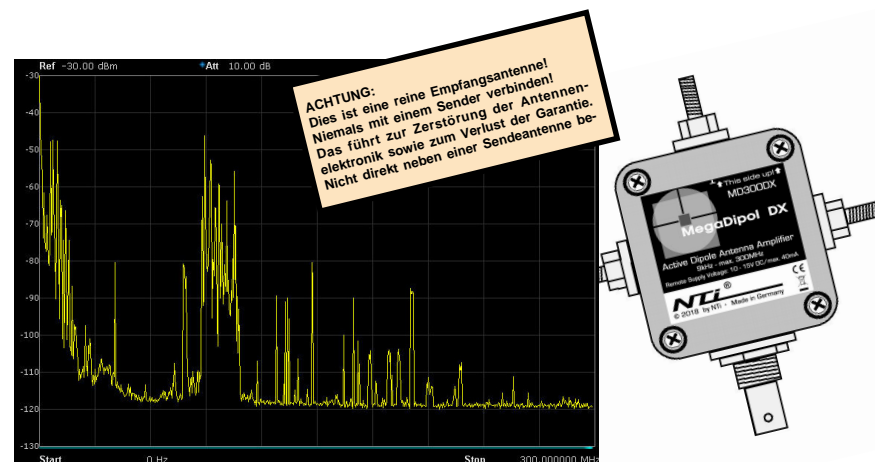 Ref -30.00 dBm *Att 10.00 dB
-30
-40
-50
-60
-70
-80
-90
-100
-110
-120
-130
Start 0 Hz Stop 300.000000 MHz
ACHTUNG:
Dies ist eine reine Empfangsantenne!
Niemals mit einem Sender verbinden!
Das führt zur Zerstörung der Antennen-
elektronik sowie zum Verlust der Garantie.
Nicht direkt neben einer Sendeantenne be-
This side up!
MD300DX
MegaDipol DX
Active Dipole Antenna Amplifier
9kHz - max. 300MHz
Remote Supply Voltage: 10 - 15V DC/max. 40mA
NTi ®
CE
© 2018 by NTi - Made in Germany